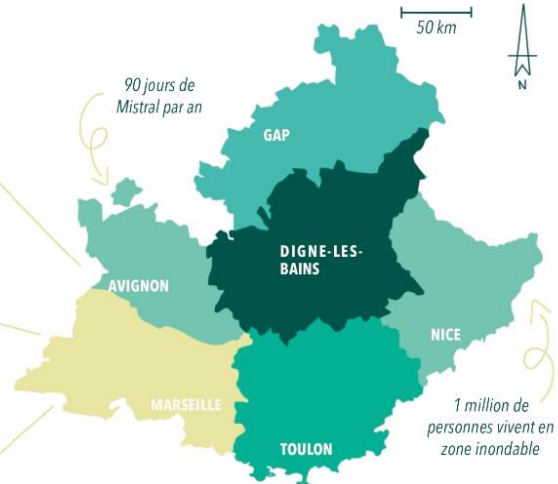 50 km
N
90 jours de
Mistral par an
GAP
DIGNE-LES-
BAINS
AVIGNON
NICE
MARSEILLE
TOULON
1 million de
personnes vivent en
zone inondable